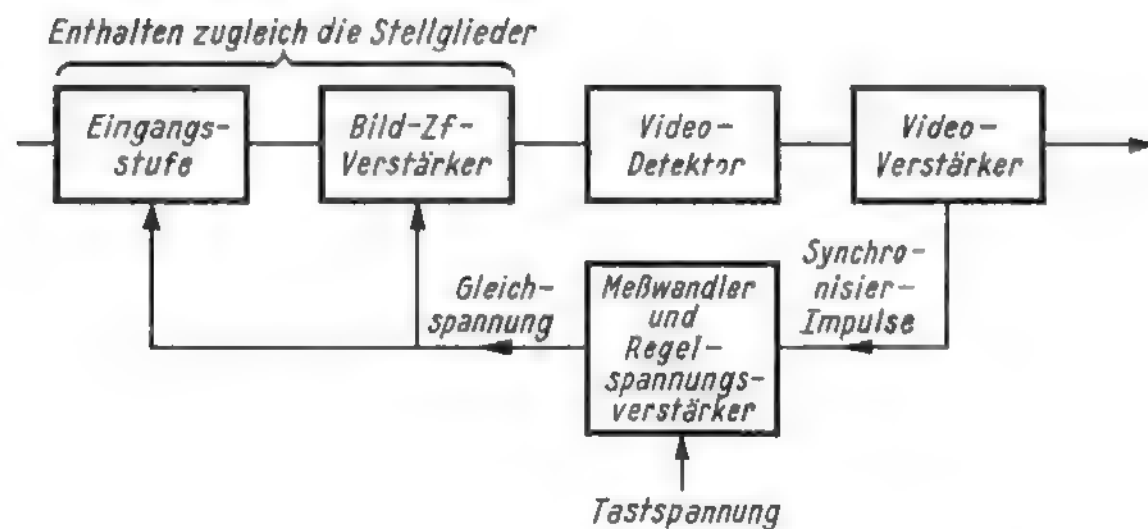 Enthalten zugleich die Stellglieder
Eingangs-
stufe
Bild-Zf-
Verstärker
Video-
Detektor
Video-
Verstärker
Gleich-
spannung
Meßwandler
und
Regel-
spannungs-
verstärker
Synchro-
nisier-
Impulse
Tastspannung